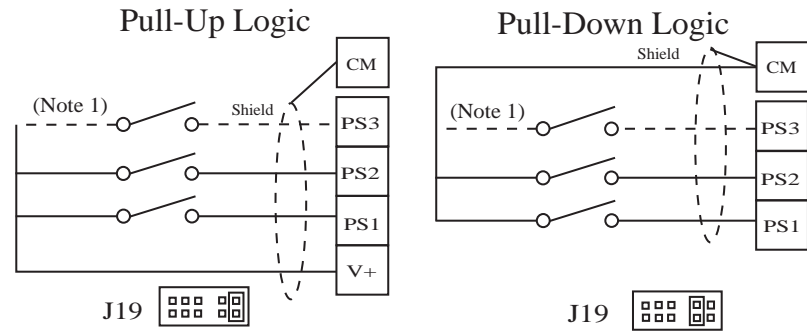 Pull-Up Logic
CM
(Note 1)
Shield
PS3
PS2
PS1
V+
J19
Pull-Down Logic
Shield
CM
(Note 1)
PS3
PS2
PS1
J19